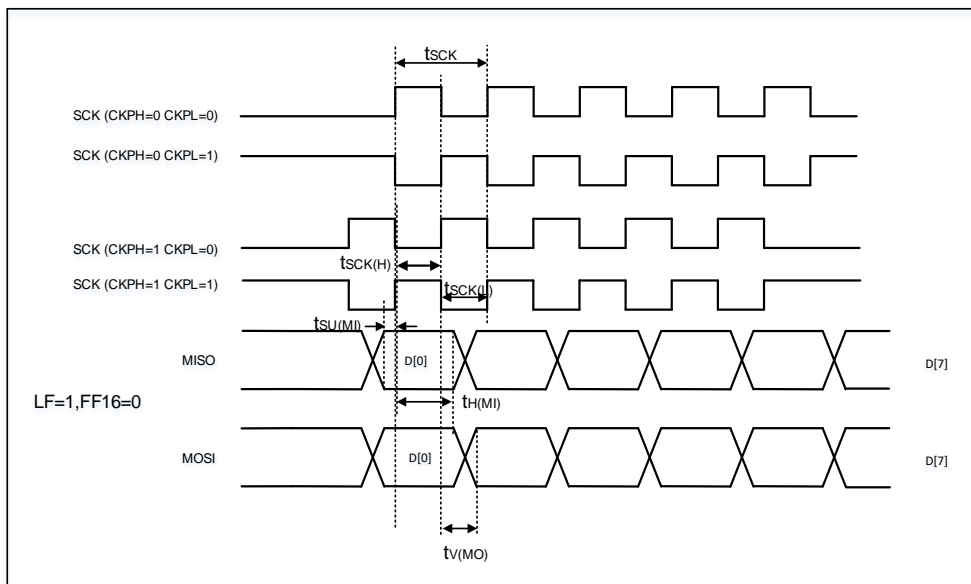 tSCK
SCK (CKPH=0 CKPL=0)
SCK (CKPH=0 CKPL=1)
SCK (CKPH=1 CKPL=0)
tSCK(H)
SCK (CKPH=1 CKPL=1)
tSCK(L)
tSU(MI)
MISO
D[0]
D[7]
LF=1,FF16=0
tH(MI)
MOSI
D[0]
D[7]
tV(MO)